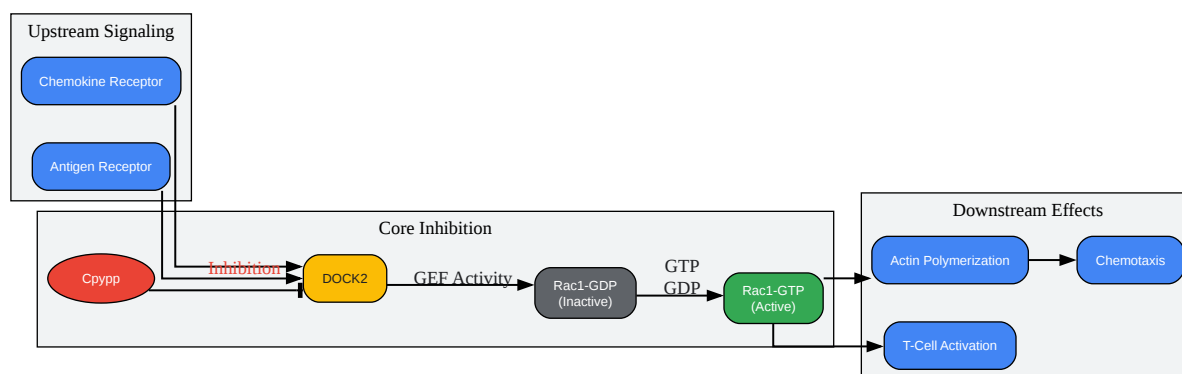 Upstream Signaling
Chemokine Receptor
Antigen Receptor
Core Inhibition
Cpypp
Inhibition
DOCK2
GEF Activity
Rac1-GDP
(Inactive)
GTP
GDP
Rac1-GTP
(Active)
Downstream Effects
Actin Polymerization
Chemotaxis
T-Cell Activation